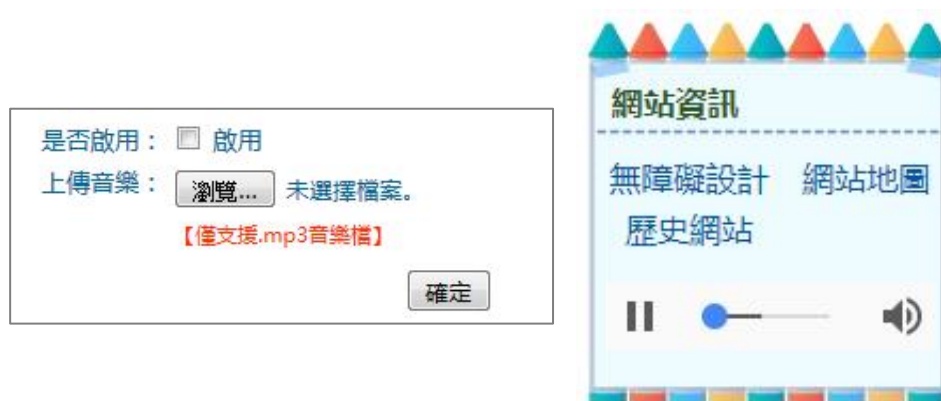 是否啟用： 啟用
上傳音樂： 瀏覽... 未選擇檔案。
【僅支援.mp3音樂檔】
確定
網站資訊
無障礙設計 網站地圖
歷史網站